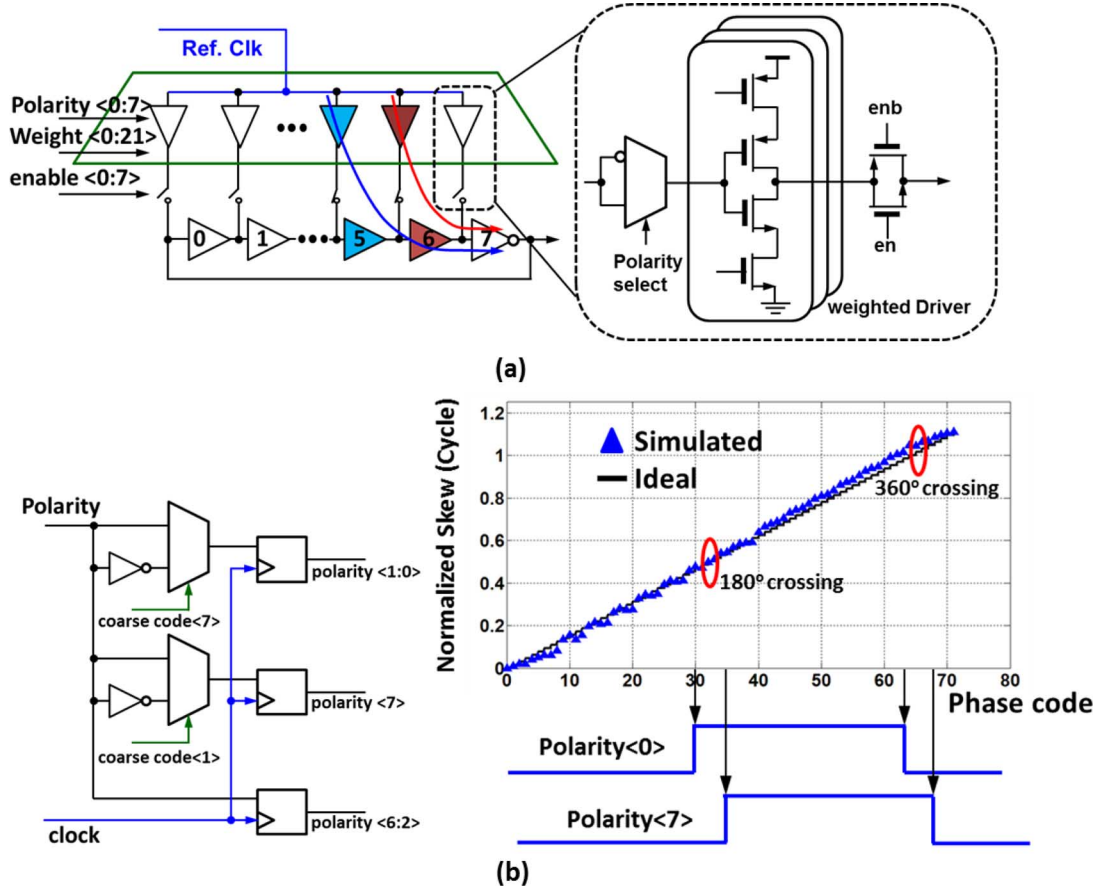 Ref. Clk
Polarity <0:7>
Weight <0:21>
enable <0:7>
0
1
5
6
7
Polarity
select
enb
en
weighted Driver
(a)
Polarity
coarse code<7>
polarity <1:0>
coarse code<1>
polarity <7>
clock
polarity <6:2>
Normalized Skew (Cycle)
1.2
1
0.8
0.6
0.4
0.2
0
Simulated
Ideal
360° crossing
180° crossing
0 10 20 30 40 50 60 70 80
Phase code
Polarity<0>
Polarity<7>
(b)